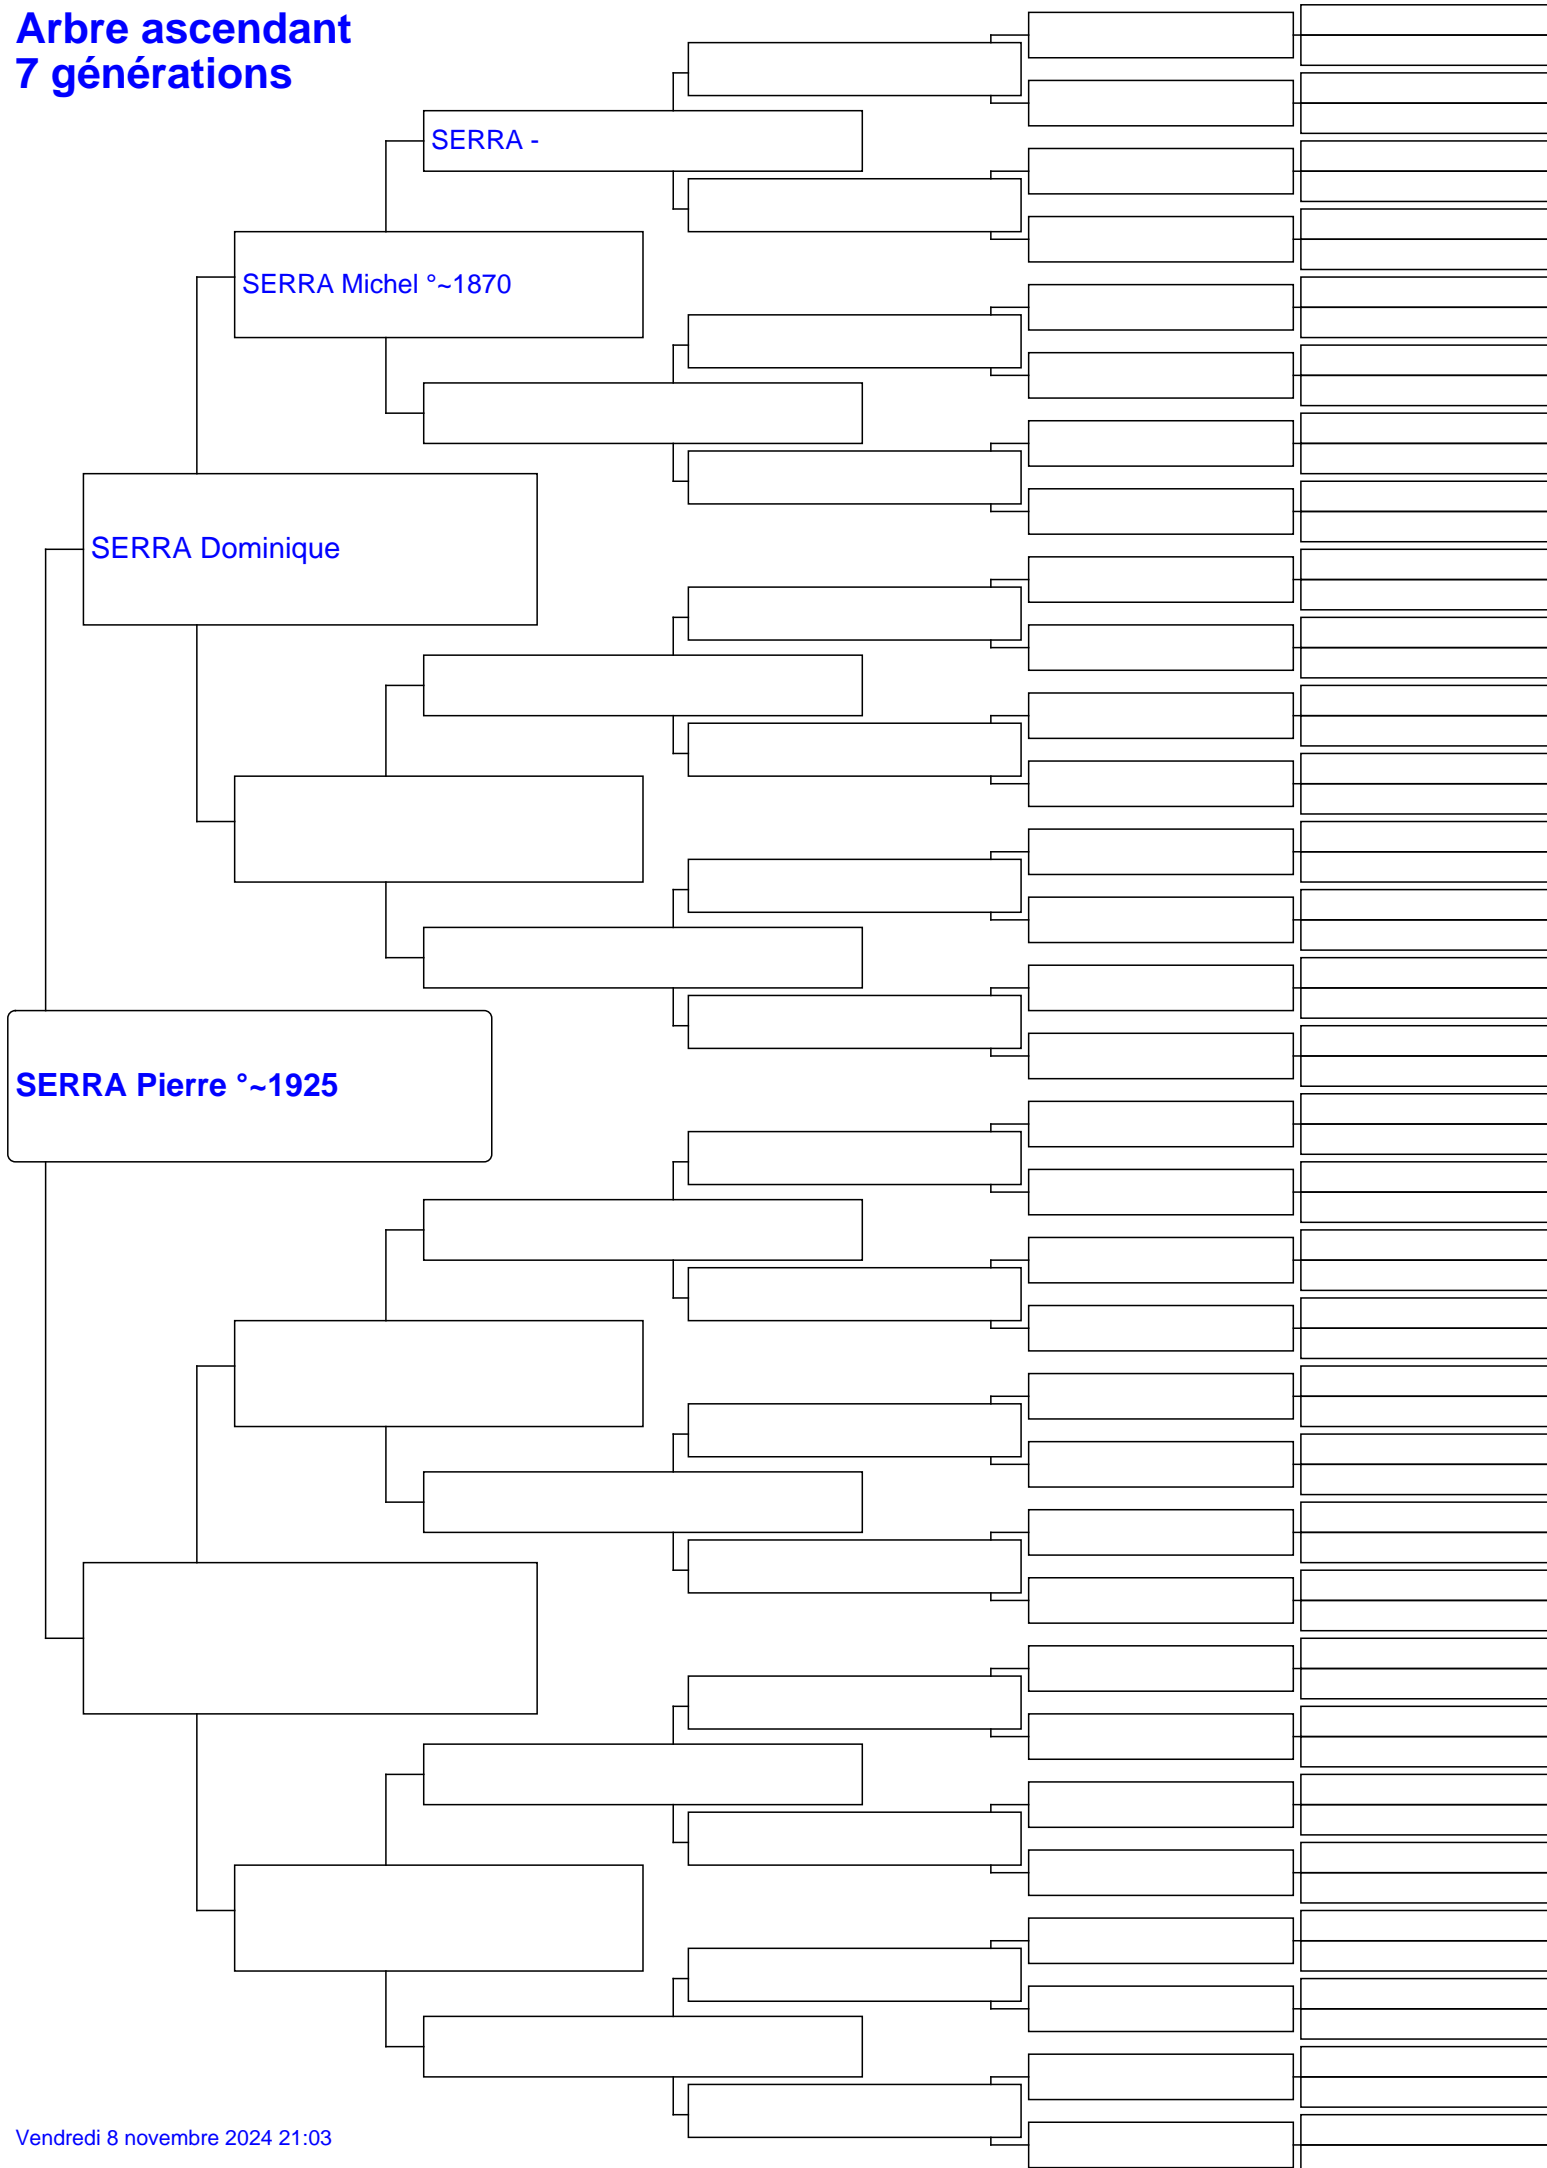 Arbre ascendant
7 générations
SERRA -
SERRA Michel °~1870
SERRA Dominique
SERRA Pierre °~1925
Vendredi 8 novembre 2024 21:03